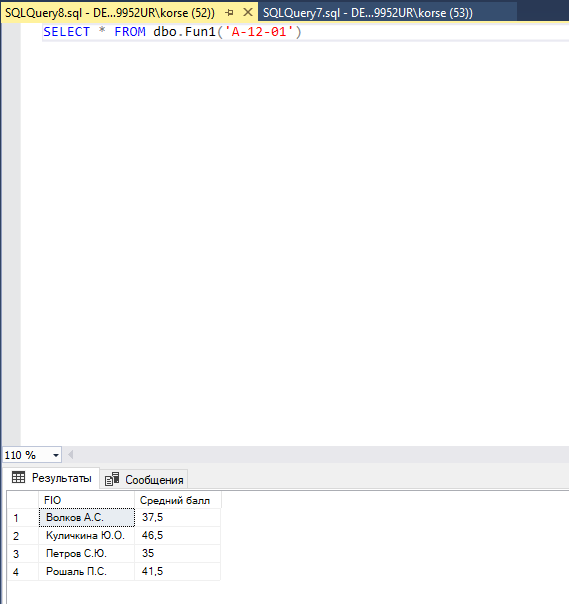 SQLQuery8.sql - DE...9952UR\korse (52)) SQLQuery7.sql - DE...9952UR\korse (53))
SELECT * FROM dbo.Fun1('A-12-01')
110 %
Результаты Сообщения
FIO Средний балл
1 Волков А.С. 37,5
2 Куличкина Ю.О. 46,5
3 Петров С.Ю. 35
4 Рошаль П.С. 41,5